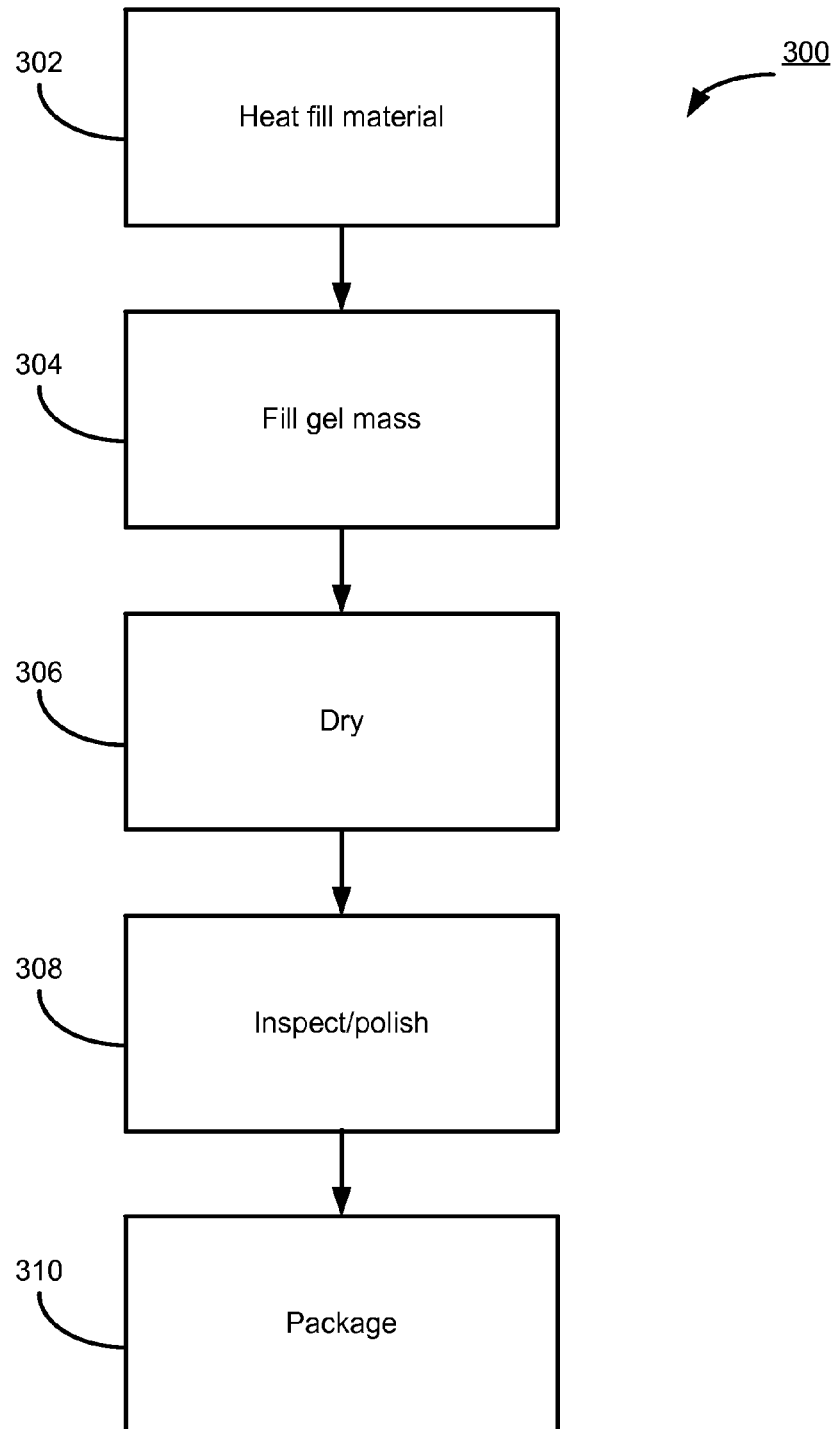 300
302
Heat fill material
304
Fill gel mass
306
Dry
308
Inspect/polish
310
Package